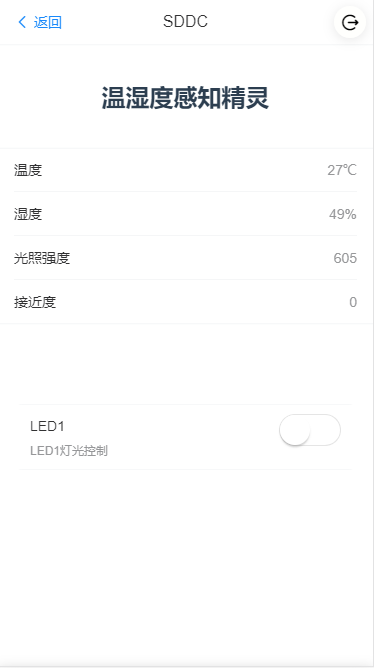 返回
SDDC
温湿度感知精灵
温度 27℃
湿度 49%
光照强度 605
接近度 0
LED1
LED1灯光控制